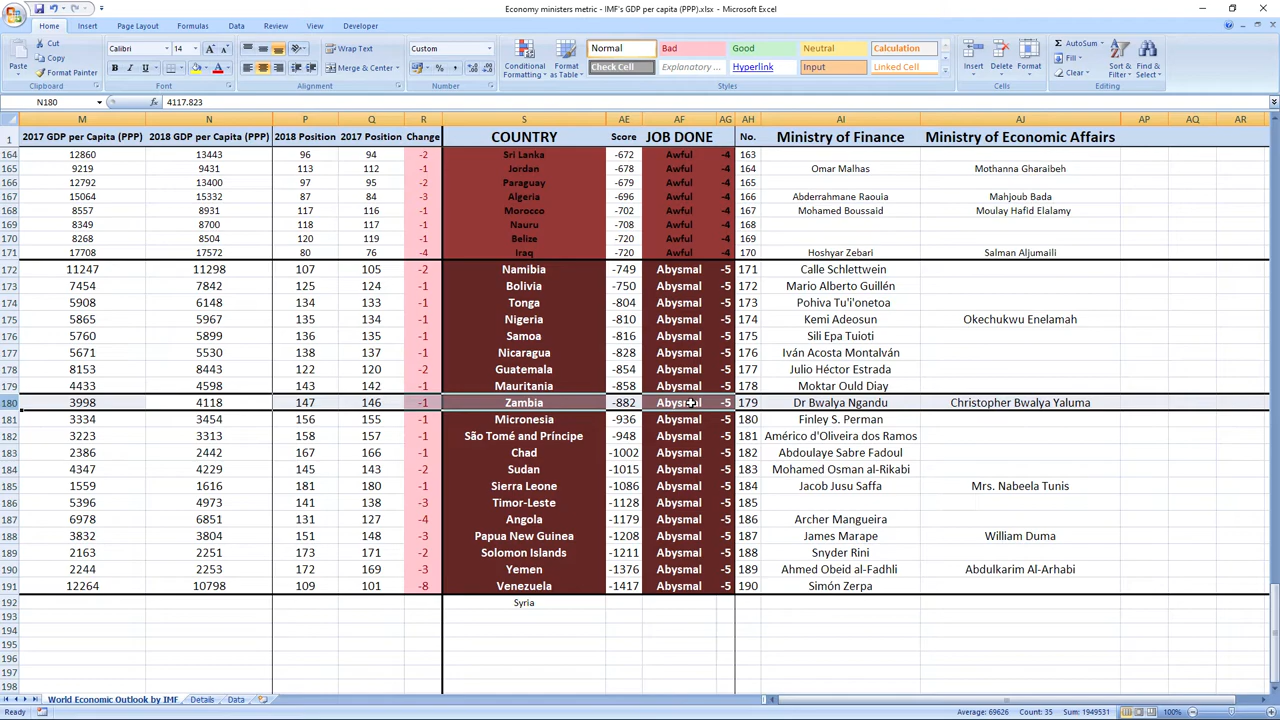 Economy ministers metric - IMF's GDP per capita (PPP).xlsx - Microsoft Excel
Home Insert Page Layout Formulas Data Review View Developer
Cut Calibri 14 A A Wrap Text Custom Normal Bad Good Neutral Calculation Σ AutoSum
Copy Fill
Paste Format Painter B I U A Merge & Center % , Conditional Formatting Format as Table Check Cell Explanatory ... Hyperlink Input Linked Cell Insert Delete Format Clear Sort & Filter Find & Select
Clipboard Font Alignment Number Styles Cells Editing
N180 4117.823
M N P Q R S AE AF AG AH AI AJ AP AQ AR
1 2017 GDP per Capita (PPP) 2018 GDP per Capita (PPP) 2018 Position 2017 Position Change COUNTRY Score JOB DONE No. Ministry of Finance Ministry of Economic Affairs
164 12860 13443 96 94 -2 Sri Lanka -672 Awful -4 163
165 9219 9431 113 112 -1 Jordan -678 Awful -4 164 Omar Malhas Mothanna Gharaibeh
166 12792 13400 97 95 -2 Paraguay -682 Awful -4 165
167 15064 15332 87 84 -3 Algeria -696 Awful -4 166 Abderrahmane Raouia Mahjoub Bada
168 8557 8931 117 116 -1 Morocco -702 Awful -4 167 Mohamed Boussaid Moulay Hafid Elalamy
169 8349 8700 118 117 -1 Nauru -708 Awful -4 168
170 8268 8504 120 119 -1 Belize -720 Awful -4 169
171 17708 17572 80 76 -4 Iraq -720 Awful -4 170 Hoshyar Zebari Salman Aljumaili
172 11247 11298 107 105 -2 Namibia -749 Abysmal -5 171 Calle Schlettwein
173 7454 7842 125 124 -1 Bolivia -750 Abysmal -5 172 Mario Alberto Guillén
174 5908 6148 134 133 -1 Tonga -804 Abysmal -5 173 Pohiva Tu'i'onetoa
175 5865 5967 135 134 -1 Nigeria -810 Abysmal -5 174 Kemi Adeosun Okechukwu Enelamah
176 5760 5899 136 135 -1 Samoa -816 Abysmal -5 175 Sili Epa Tuioti
177 5671 5530 138 137 -1 Nicaragua -828 Abysmal -5 176 Iván Acosta Montalván
178 8153 8443 122 120 -2 Guatemala -854 Abysmal -5 177 Julio Héctor Estrada
179 4433 4598 143 142 -1 Mauritania -858 Abysmal -5 178 Moktar Ould Diay
180 3998 4118 147 146 -1 Zambia -882 Abysmal -5 179 Dr Bwalya Ngandu Christopher Bwalya Yaluma
181 3334 3454 156 155 -1 Micronesia -936 Abysmal -5 180 Finley S. Perman
182 3223 3313 158 157 -1 São Tomé and Príncipe -948 Abysmal -5 181 Américo d'Oliveira dos Ramos
183 2386 2442 167 166 -1 Chad -1002 Abysmal -5 182 Abdoulaye Sabre Fadoul
184 4347 4229 145 143 -2 Sudan -1015 Abysmal -5 183 Mohamed Osman al-Rikabi
185 1559 1616 181 180 -1 Sierra Leone -1086 Abysmal -5 184 Jacob Jusu Saffa Mrs. Nabeela Tunis
186 5396 4973 141 138 -3 Timor-Leste -1128 Abysmal -5 185
187 6978 6851 131 127 -4 Angola -1179 Abysmal -5 186 Archer Mangueira
188 3832 3804 151 148 -3 Papua New Guinea -1208 Abysmal -5 187 James Marape William Duma
189 2163 2251 173 171 -2 Solomon Islands -1211 Abysmal -5 188 Snyder Rini
190 2244 2253 172 169 -3 Yemen -1376 Abysmal -5 189 Ahmed Obeid al-Fadhli Abdulkarim Al-Arhabi
191 12264 10798 109 101 -8 Venezuela -1417 Abysmal -5 190 Simón Zerpa
192 Syria
193
194
195
196
197
198
World Economic Outlook by IMF Details Data
Ready Average: 69626 Count: 35 Sum: 1949531 100%